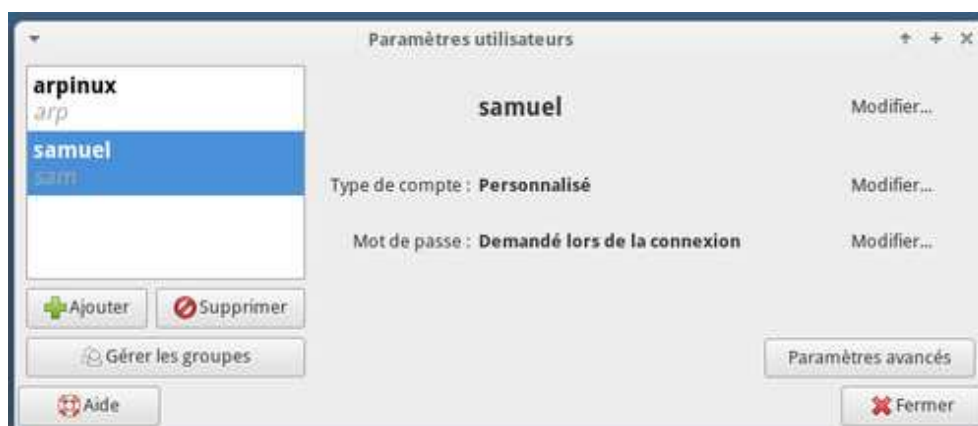 Paramètres utilisateurs
arpinux
arp
samuel
sam
samuel
Modifier...
Type de compte : Personnalisé
Modifier...
Mot de passe : Demandé lors de la connexion
Modifier...
Ajouter
Supprimer
Gérer les groupes
Paramètres avancés
Aide
Fermer